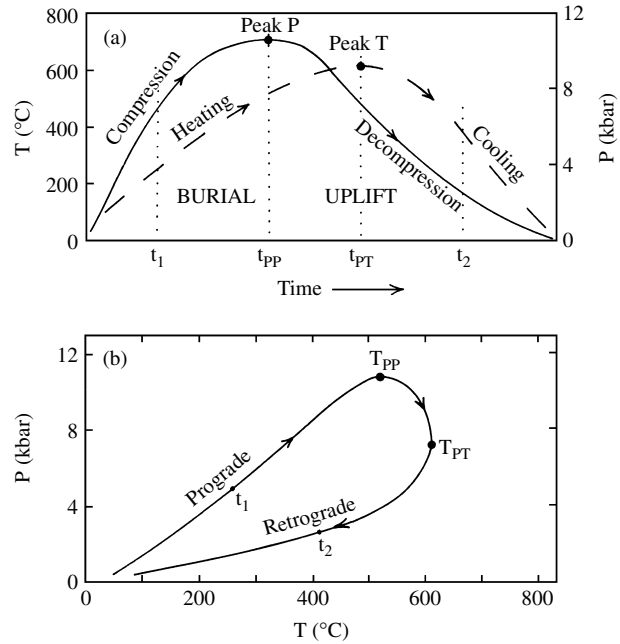 (a)
Peak P
Peak T
800
600
400
200
0
T (°C)
12
8
4
0
P (kbar)
Compression
Heating
Decompression
Cooling
BURIAL
UPLIFT
t1
tPP
tPT
t2
Time
(b)
12
8
4
0
P (kbar)
TPP
TPT
Prograde
t1
Retrograde
t2
0
200
400
600
800
T (°C)